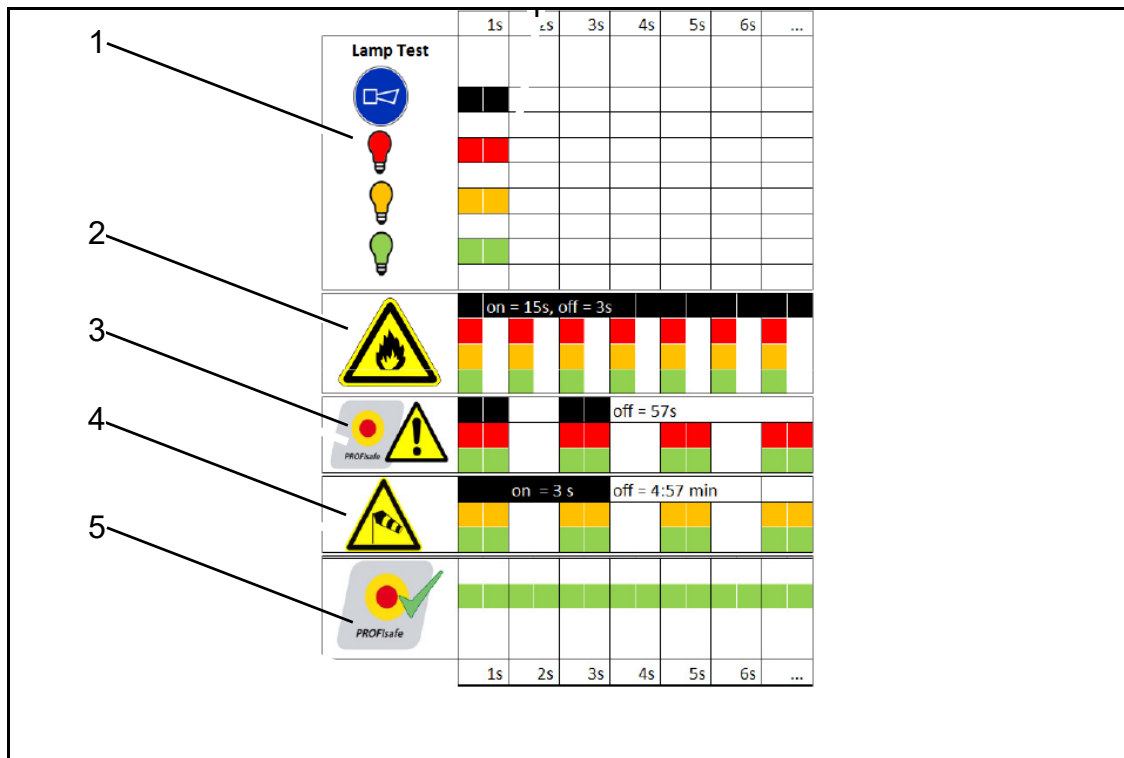 1s 2s 3s 4s 5s 6s ...
1
Lamp Test
2
on = 15s, off = 3s
3
off = 57s
PROFIsafe
4
on = 3 s off = 4:57 min
5
PROFIsafe
1s 2s 3s 4s 5s 6s ...